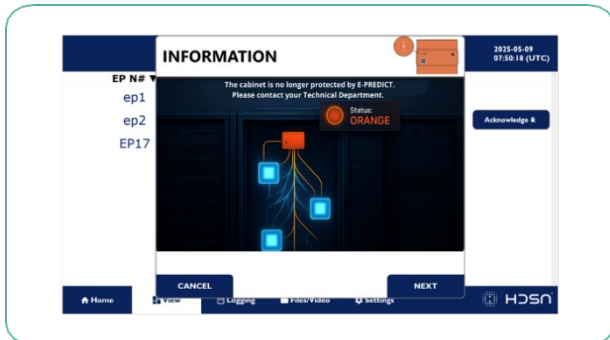 INFORMATION
2025-05-09
07:50:18 (UTC)
EP N# ▼
The cabinet is no longer protected by E-PREDICT.
Please contact your Technical Department.
ep1
Status:
ORANGE
ep2
Acknowledge &
EP17
CANCEL
NEXT
Home
View
Logging
Files/Video
Settings
HDSN